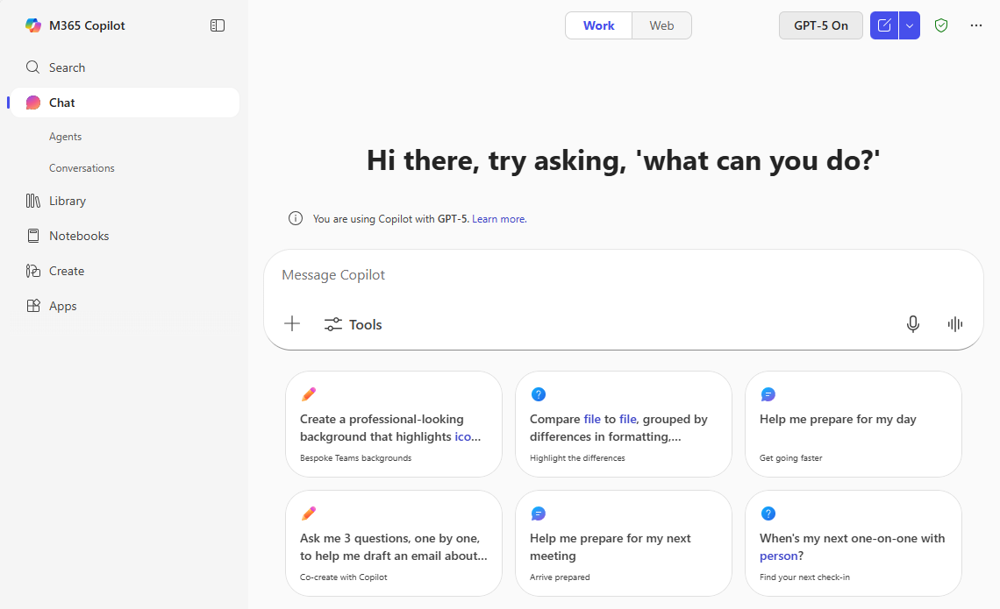 M365 Copilot
Search
Chat
Agents
Conversations
Library
Notebooks
Create
Apps
Work
Web
GPT-5 On
Hi there, try asking, 'what can you do?'
You are using Copilot with GPT-5. Learn more.
Message Copilot
Tools
Create a professional-looking
background that highlights ico...
Bespoke Teams backgrounds
Compare file to file, grouped by
differences in formatting,...
Highlight the differences
Help me prepare for my day
Get going faster
Ask me 3 questions, one by one,
to help me draft an email about...
Co-create with Copilot
Help me prepare for my next
meeting
Arrive prepared
When's my next one-on-one with
person?
Find your next check-in